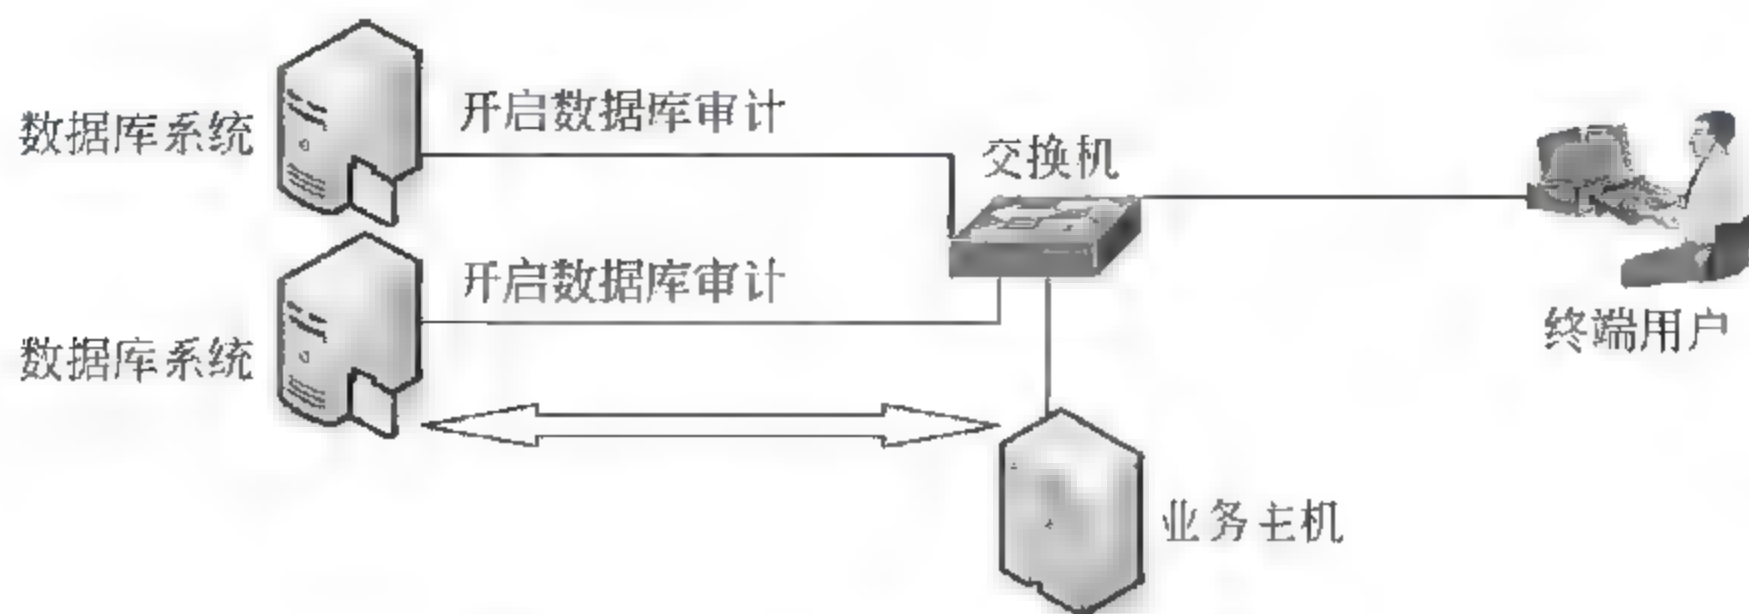 开启数据库审计
数据库系统
交换机
开启数据库审计
数据库系统
终端用户
业务主机